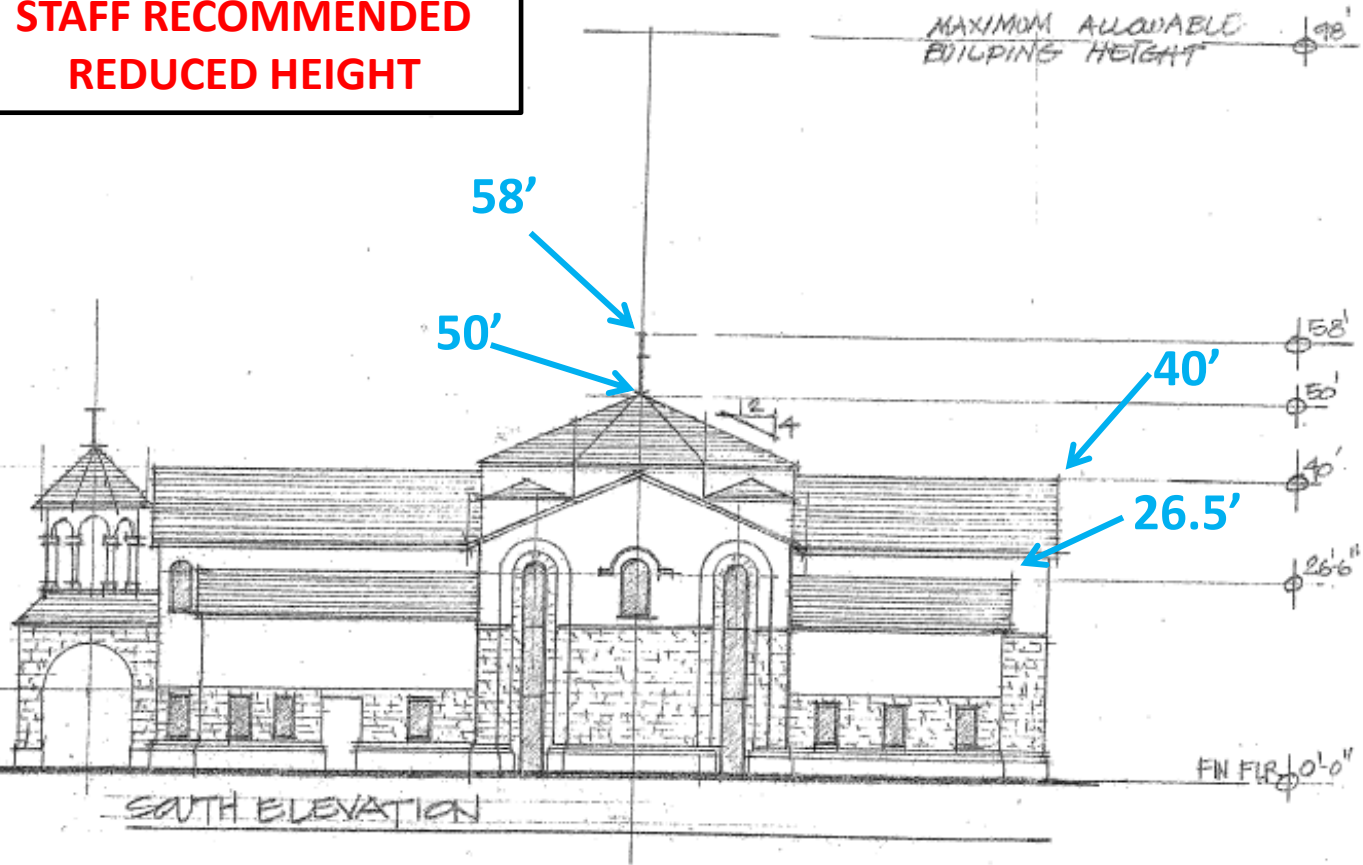 STAFF RECOMMENDED
REDUCED HEIGHT
MAXIMUM ALLOWABLE
BUILDING HEIGHT
98'
58’
58'
50’
50'
40’
40'
2
4
26.5’
26'6"
FIN FLR 0'-0"
SOUTH ELEVATION